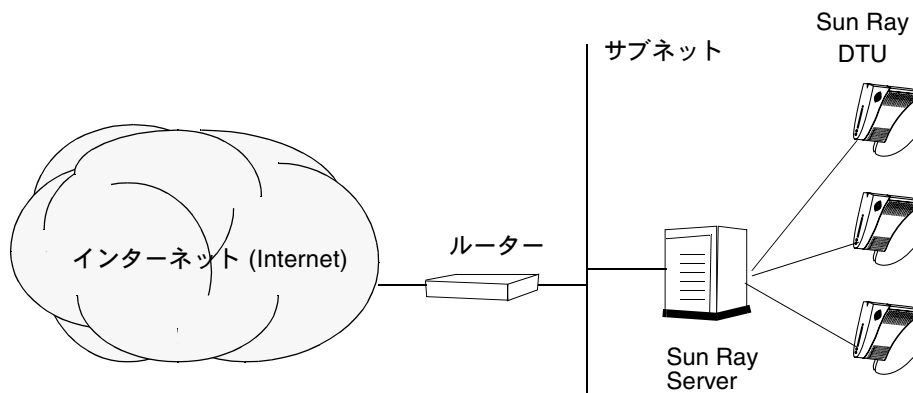 Sun Ray
DTU
サブネット
インターネット (Internet)
ルーター
Sun Ray
Server